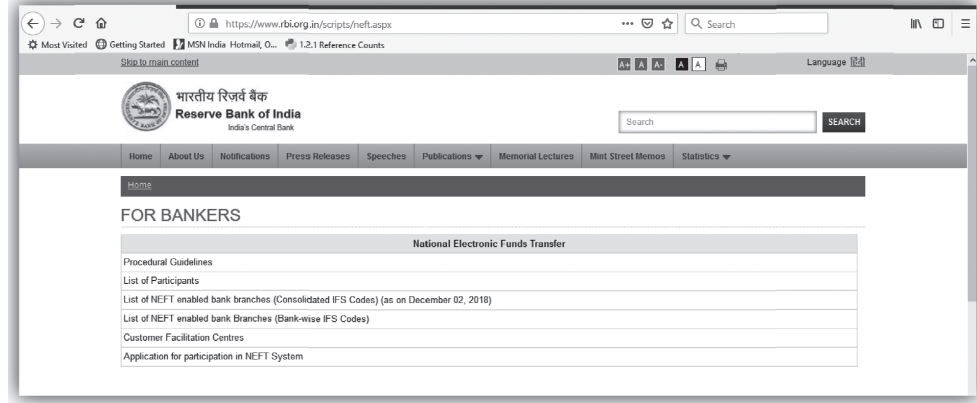 https://www.rbi.org.in/scripts/neft.aspx
Search
Most Visited Getting Started MSN India Hotmail, O... 1.2.1 Reference Counts
Skip to main content
A+ A A- A A
Language हिंदी
भारतीय रिज़र्व बैंक
Reserve Bank of India
India's Central Bank
Search
SEARCH
Home About Us Notifications Press Releases Speeches Publications Memorial Lectures Mint Street Memos Statistics
Home
FOR BANKERS
National Electronic Funds Transfer
Procedural Guidelines
List of Participants
List of NEFT enabled bank branches (Consolidated IFS Codes) (as on December 02, 2018)
List of NEFT enabled bank Branches (Bank-wise IFS Codes)
Customer Facilitation Centres
Application for participation in NEFT System